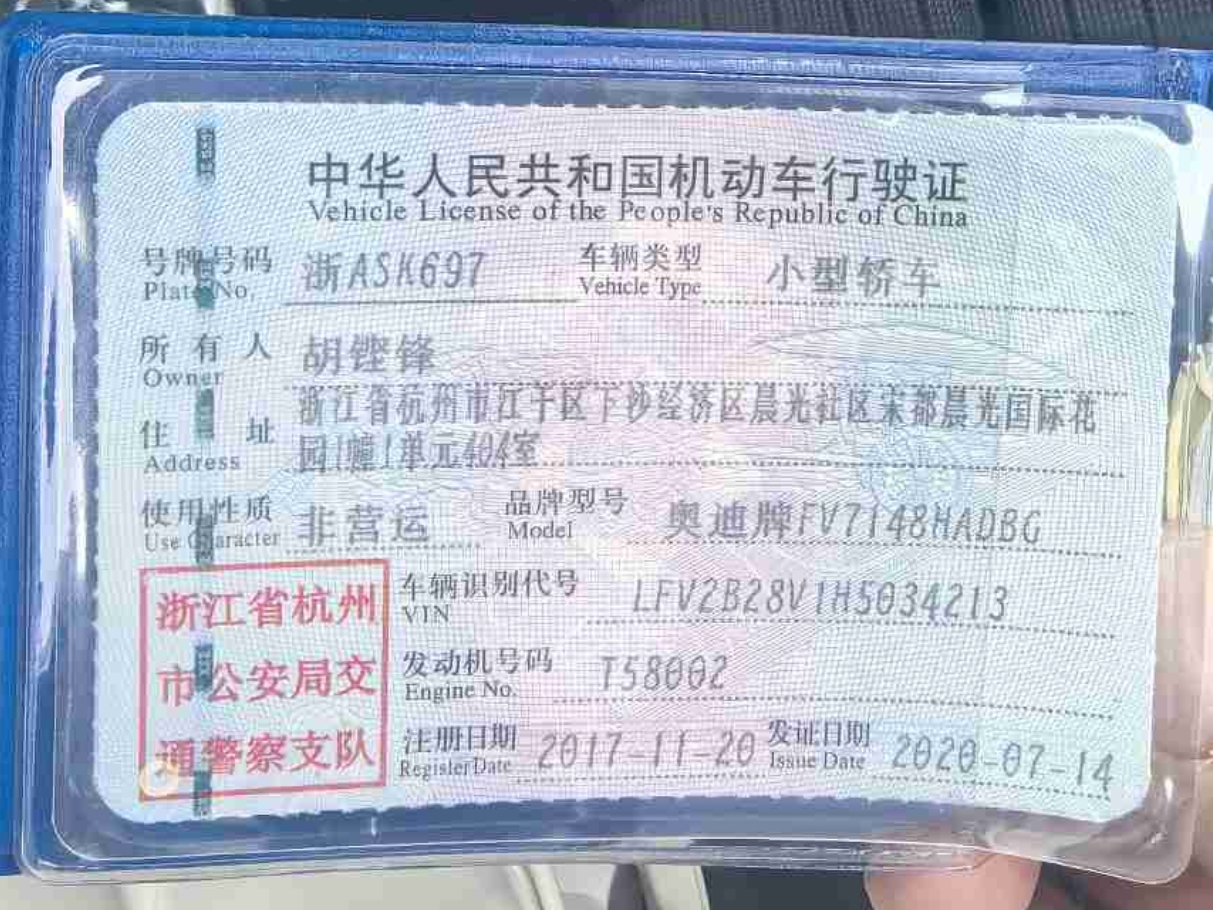 中华人民共和国机动车行驶证
Vehicle License of the People's Republic of China
号牌号码 浙ASK697 车辆类型 小型轿车
Plate No. Vehicle Type
所有人 胡铿锋
Owner
浙江省杭州市江干区下沙经济区晨光社区宋都晨光国际花
住址
园1幢1单元404室
Address
使用性质 非营运 品牌型号 奥迪牌FV7148HADBG
Use Character Model
浙江省杭州 车辆识别代号 LFV2B28V1H5034213
VIN
市公安局交 发动机号码 T58002
Engine No.
通警察支队 注册日期 2017-11-20 发证日期 2020-07-14
Register Date Issue Date